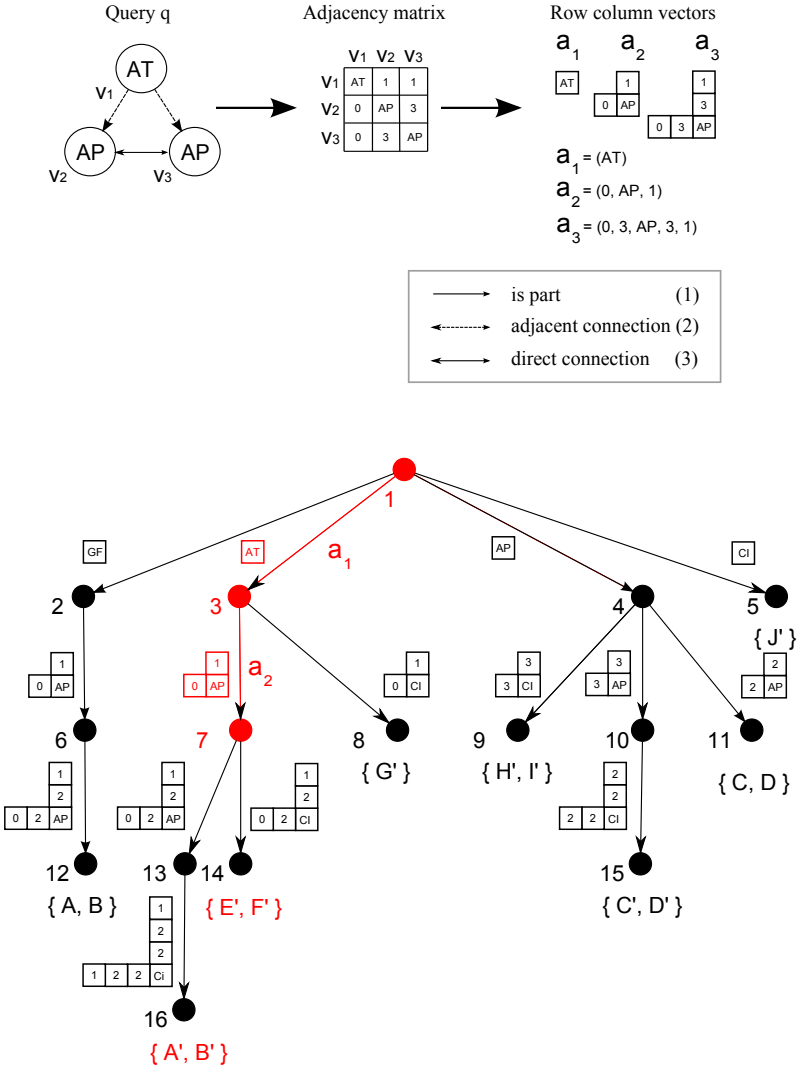 Query q
Adjacency matrix
Row column vectors
AT
v1
AP
AP
v2
v3
v1 v2 v3
v1 AT 1 1
v2 0 AP 3
v3 0 3 AP
a1 a2 a3
AT
1
0 AP
1
3
0 3 AP
a1 = (AT)
a2 = (0, AP, 1)
a3 = (0, 3, AP, 3, 1)
is part (1)
adjacent connection (2)
direct connection (3)
1
GF
AT
a1
AP
CI
2
3
4
5
{ J' }
1
0 AP
1
0 AP
a2
1
0 CI
3
3 CI
3
3 AP
2
2 AP
6
7
8
9
10
11
{ G' }
{ H', I' }
{ C, D }
1
2
0 2 AP
1
2
0 2 AP
1
2
0 2 CI
2
2
2 2 CI
12
13
14
15
{ A, B }
{ E', F' }
{ C', D' }
1
2
2
1 2 2 Ci
16
{ A', B' }